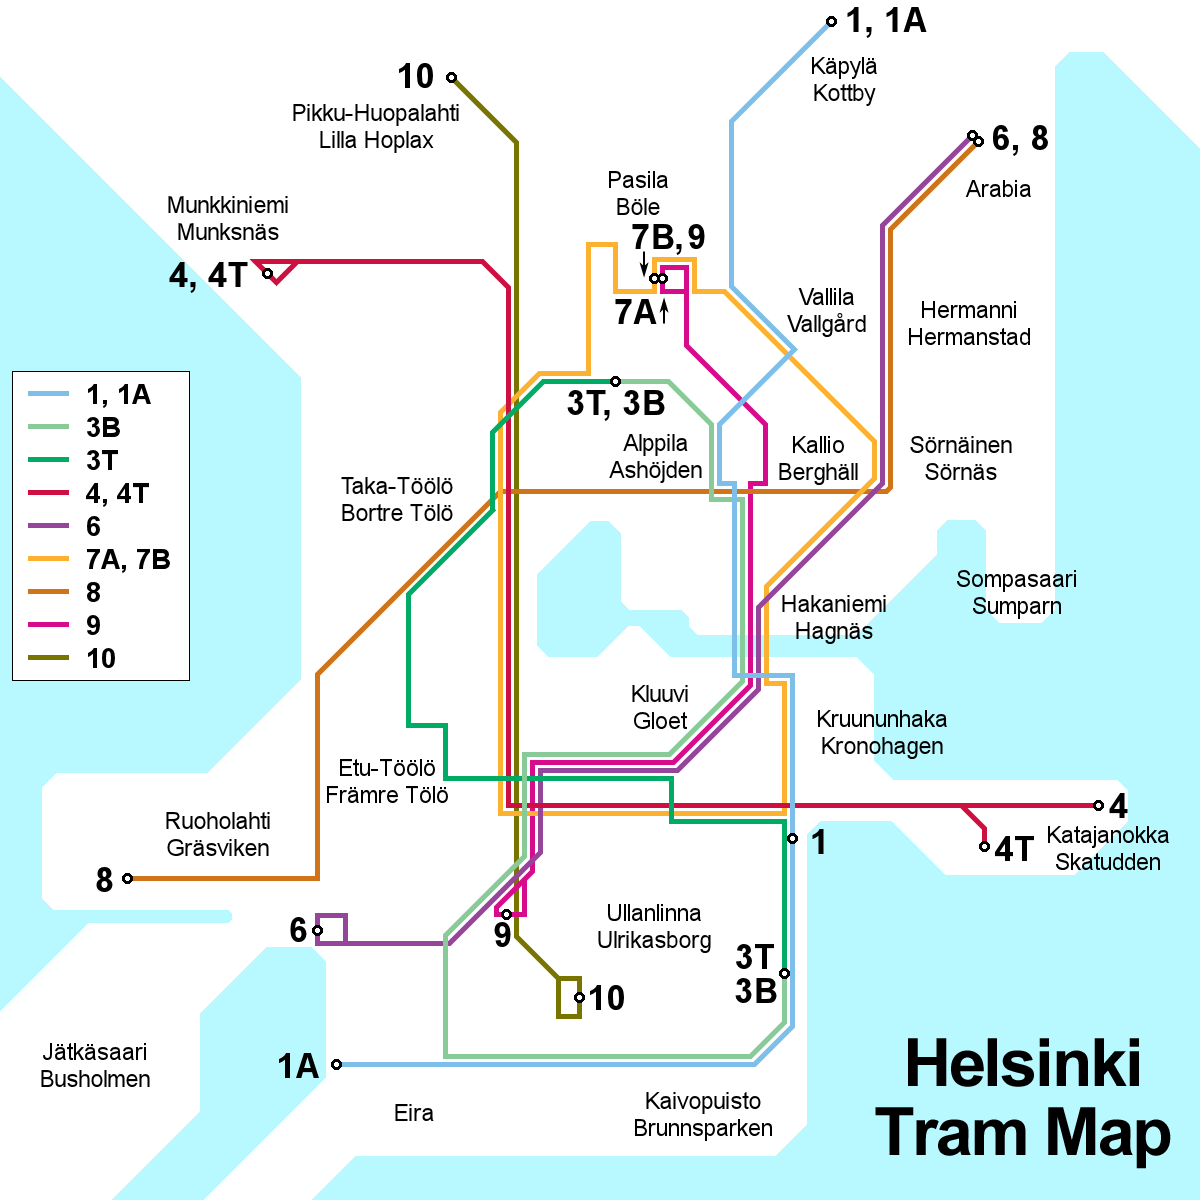 1, 1A
Käpylä
Kottby
10
Pikku-Huopalahti
Lilla Hoplax
6, 8
Arabia
Pasila
Böle
7B, 9
7A
Munkkiniemi
Munksnäs
4, 4T
Vallila
Vallgård
Hermanni
Hermanstad
1, 1A
3B
3T
4, 4T
6
7A, 7B
8
9
10
3T, 3B
Alppila
Ashöjden
Kallio
Berghäll
Sörnäinen
Sörnäs
Taka-Töölö
Bortre Tölö
Sompasaari
Sumparn
Hakaniemi
Hagnäs
Kluuvi
Gloet
Kruununhaka
Kronohagen
Etu-Töölö
Främre Tölö
4
Katajanokka
Skatudden
4T
1
Ruoholahti
Gräsviken
8
6
9
Ullanlinna
Ulrikasborg
3T
3B
10
Jätkäsaari
Busholmen
1A
Eira
Kaivopuisto
Brunnsparken
Helsinki
Tram Map